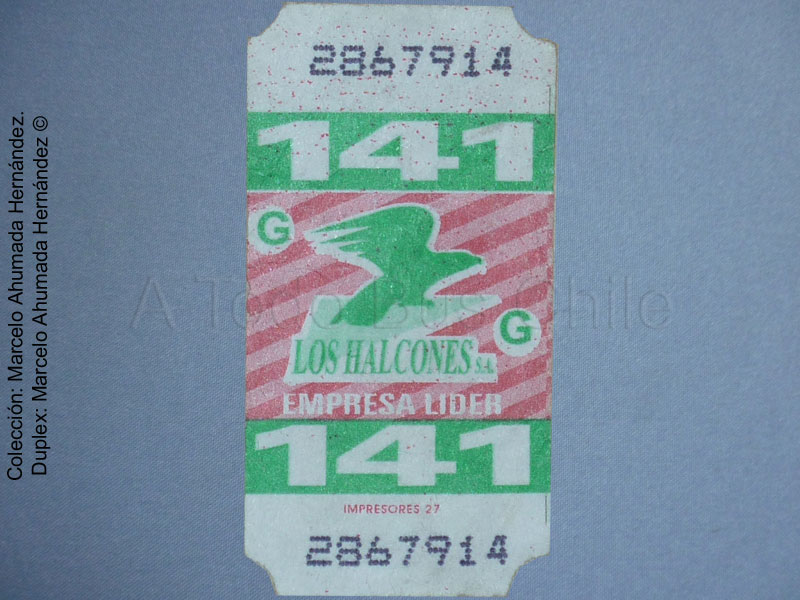 2867914
141
G
G
LOS HALCONES S.A.
EMPRESA LIDER
141
IMPRESORES 27
2867914
A Todo Bus Chile
Colección: Marcelo Ahumada Hernández.
Duplex: Marcelo Ahumada Hernández ©